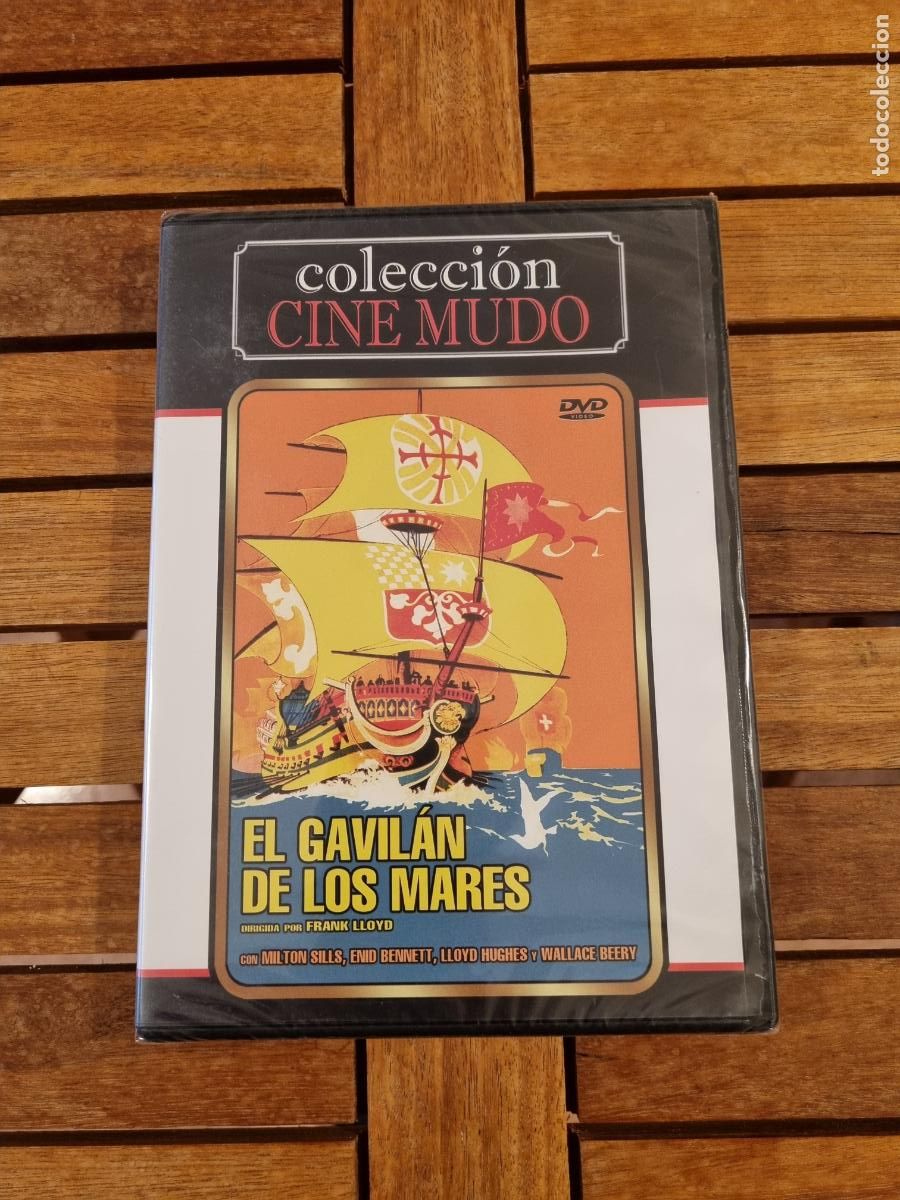 todocoleccion
colección
CINE MUDO
DVD
VIDEO
EL GAVILÁN
DE LOS MARES
DIRIGIDA POR FRANK LLOYD
CON MILTON SILLS, ENID BENNETT, LLOYD HUGHES Y WALLACE BEERY